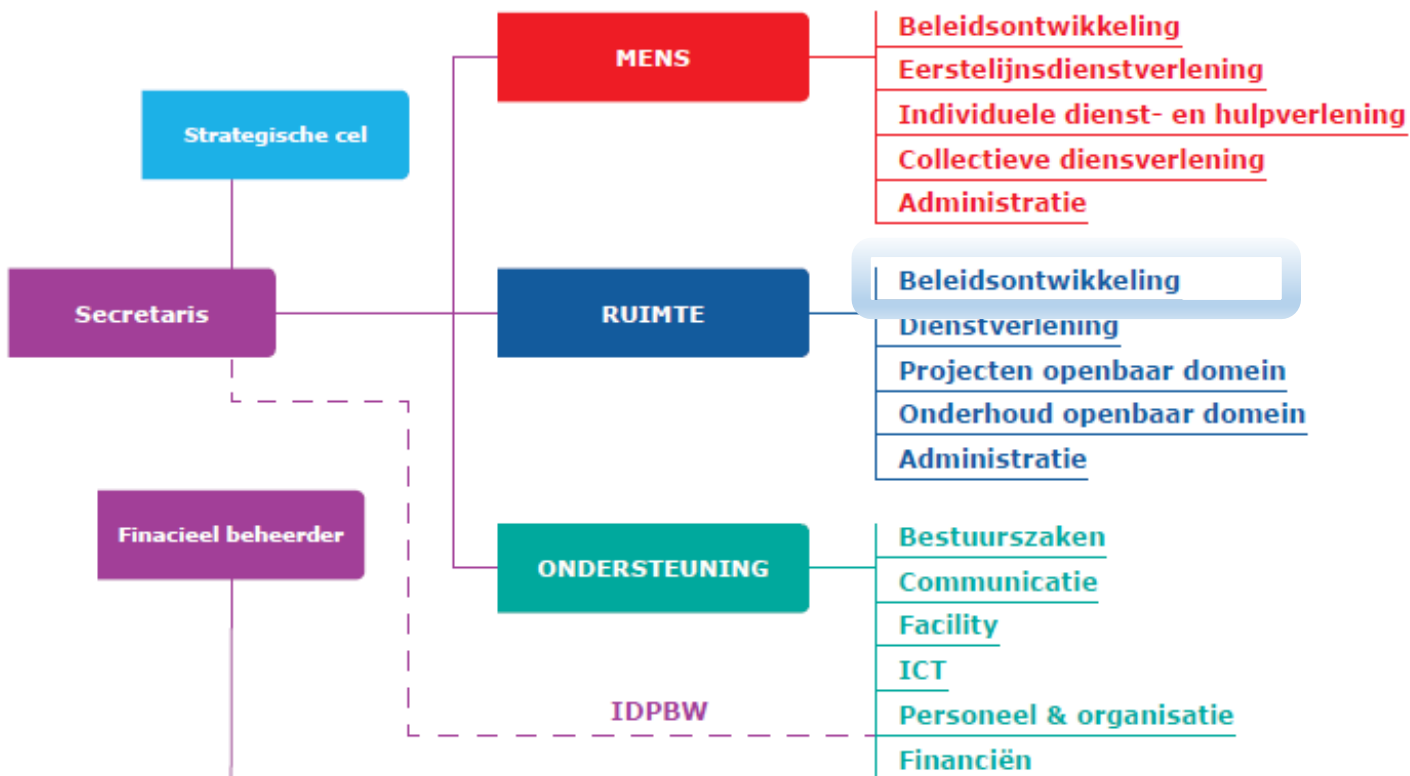 Strategische cel
Secretaris
Finacieel beheerder
MENS
Beleidsontwikkeling
Eerstelijnsdienstverlening
Individuele dienst- en hulpverlening
Collectieve diensverlening
Administratie
RUIMTE
Beleidsontwikkeling
Dienstverlening
Projecten openbaar domein
Onderhoud openbaar domein
Administratie
ONDERSTEUNING
Bestuurszaken
Communicatie
Facility
ICT
Personeel & organisatie
Financiën
IDPBW